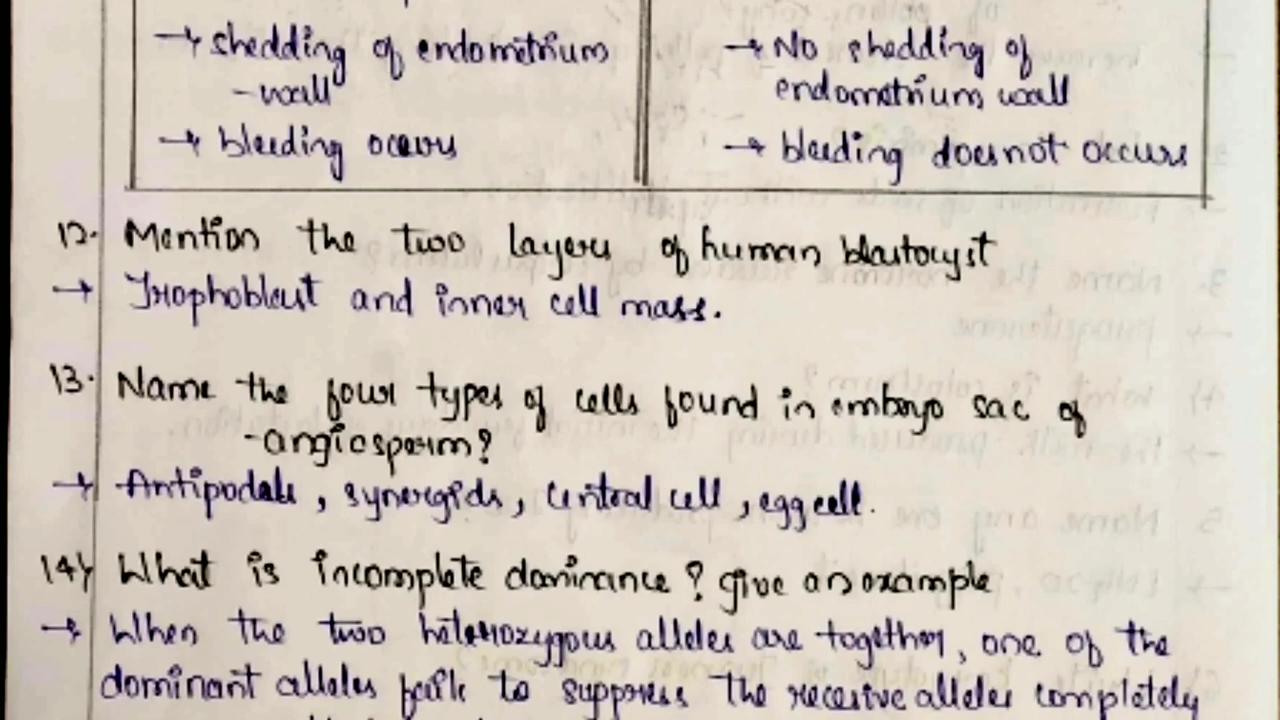 → shedding of endometrium
-wall
→ bleeding occurs
→ No shedding of
endometrium wall
→ bleeding doesnot occurs
12. Mention the two layers of human blastocyst
→ Trophoblast and inner cell mass.
13. Name the four types of cells found in embryo sac of
-angiosperm?
→ Antipodals, synergids, central cell, egg cell.
14) What is incomplete dominance? give an example
→ When the two heterozygous alleles are together, one of the
dominant alleles fails to suppress the recessive alleles completely